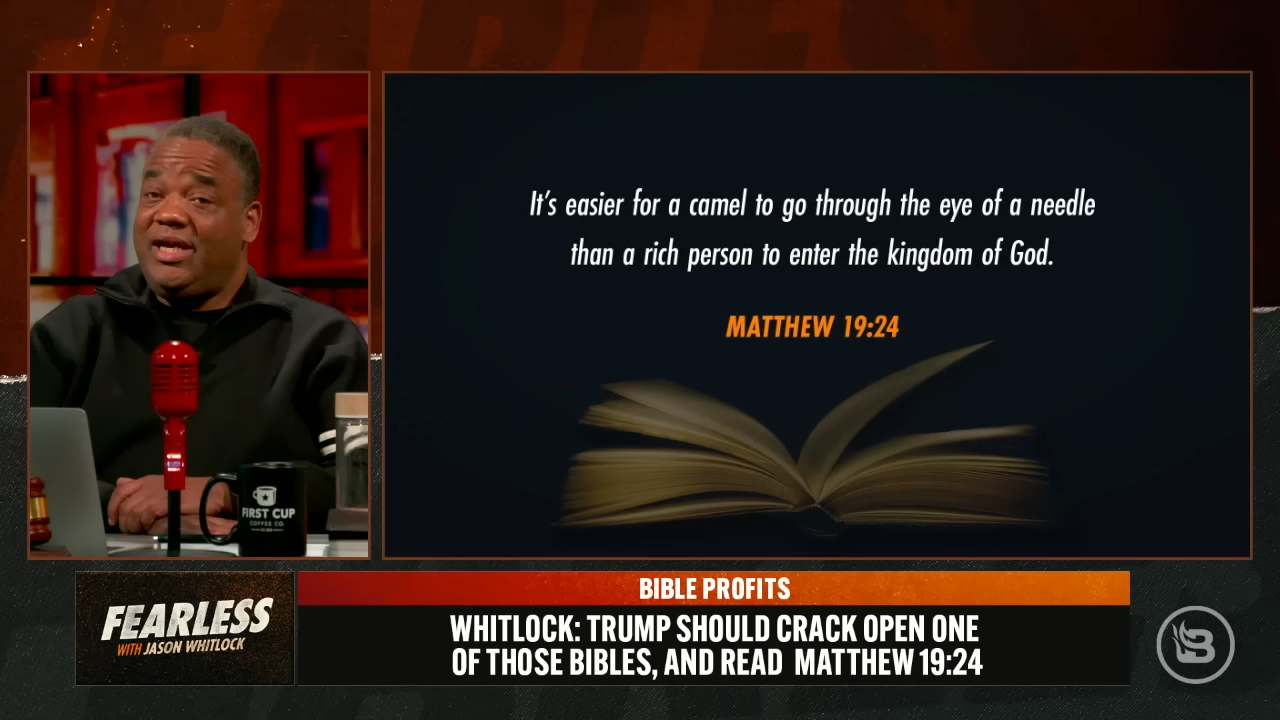 It's easier for a camel to go through the eye of a needle
than a rich person to enter the kingdom of God.
MATTHEW 19:24
FIRST CUP
COFFEE CO.
FEARLESS
WITH JASON WHITLOCK
BIBLE PROFITS
WHITLOCK: TRUMP SHOULD CRACK OPEN ONE
OF THOSE BIBLES, AND READ MATTHEW 19:24
B